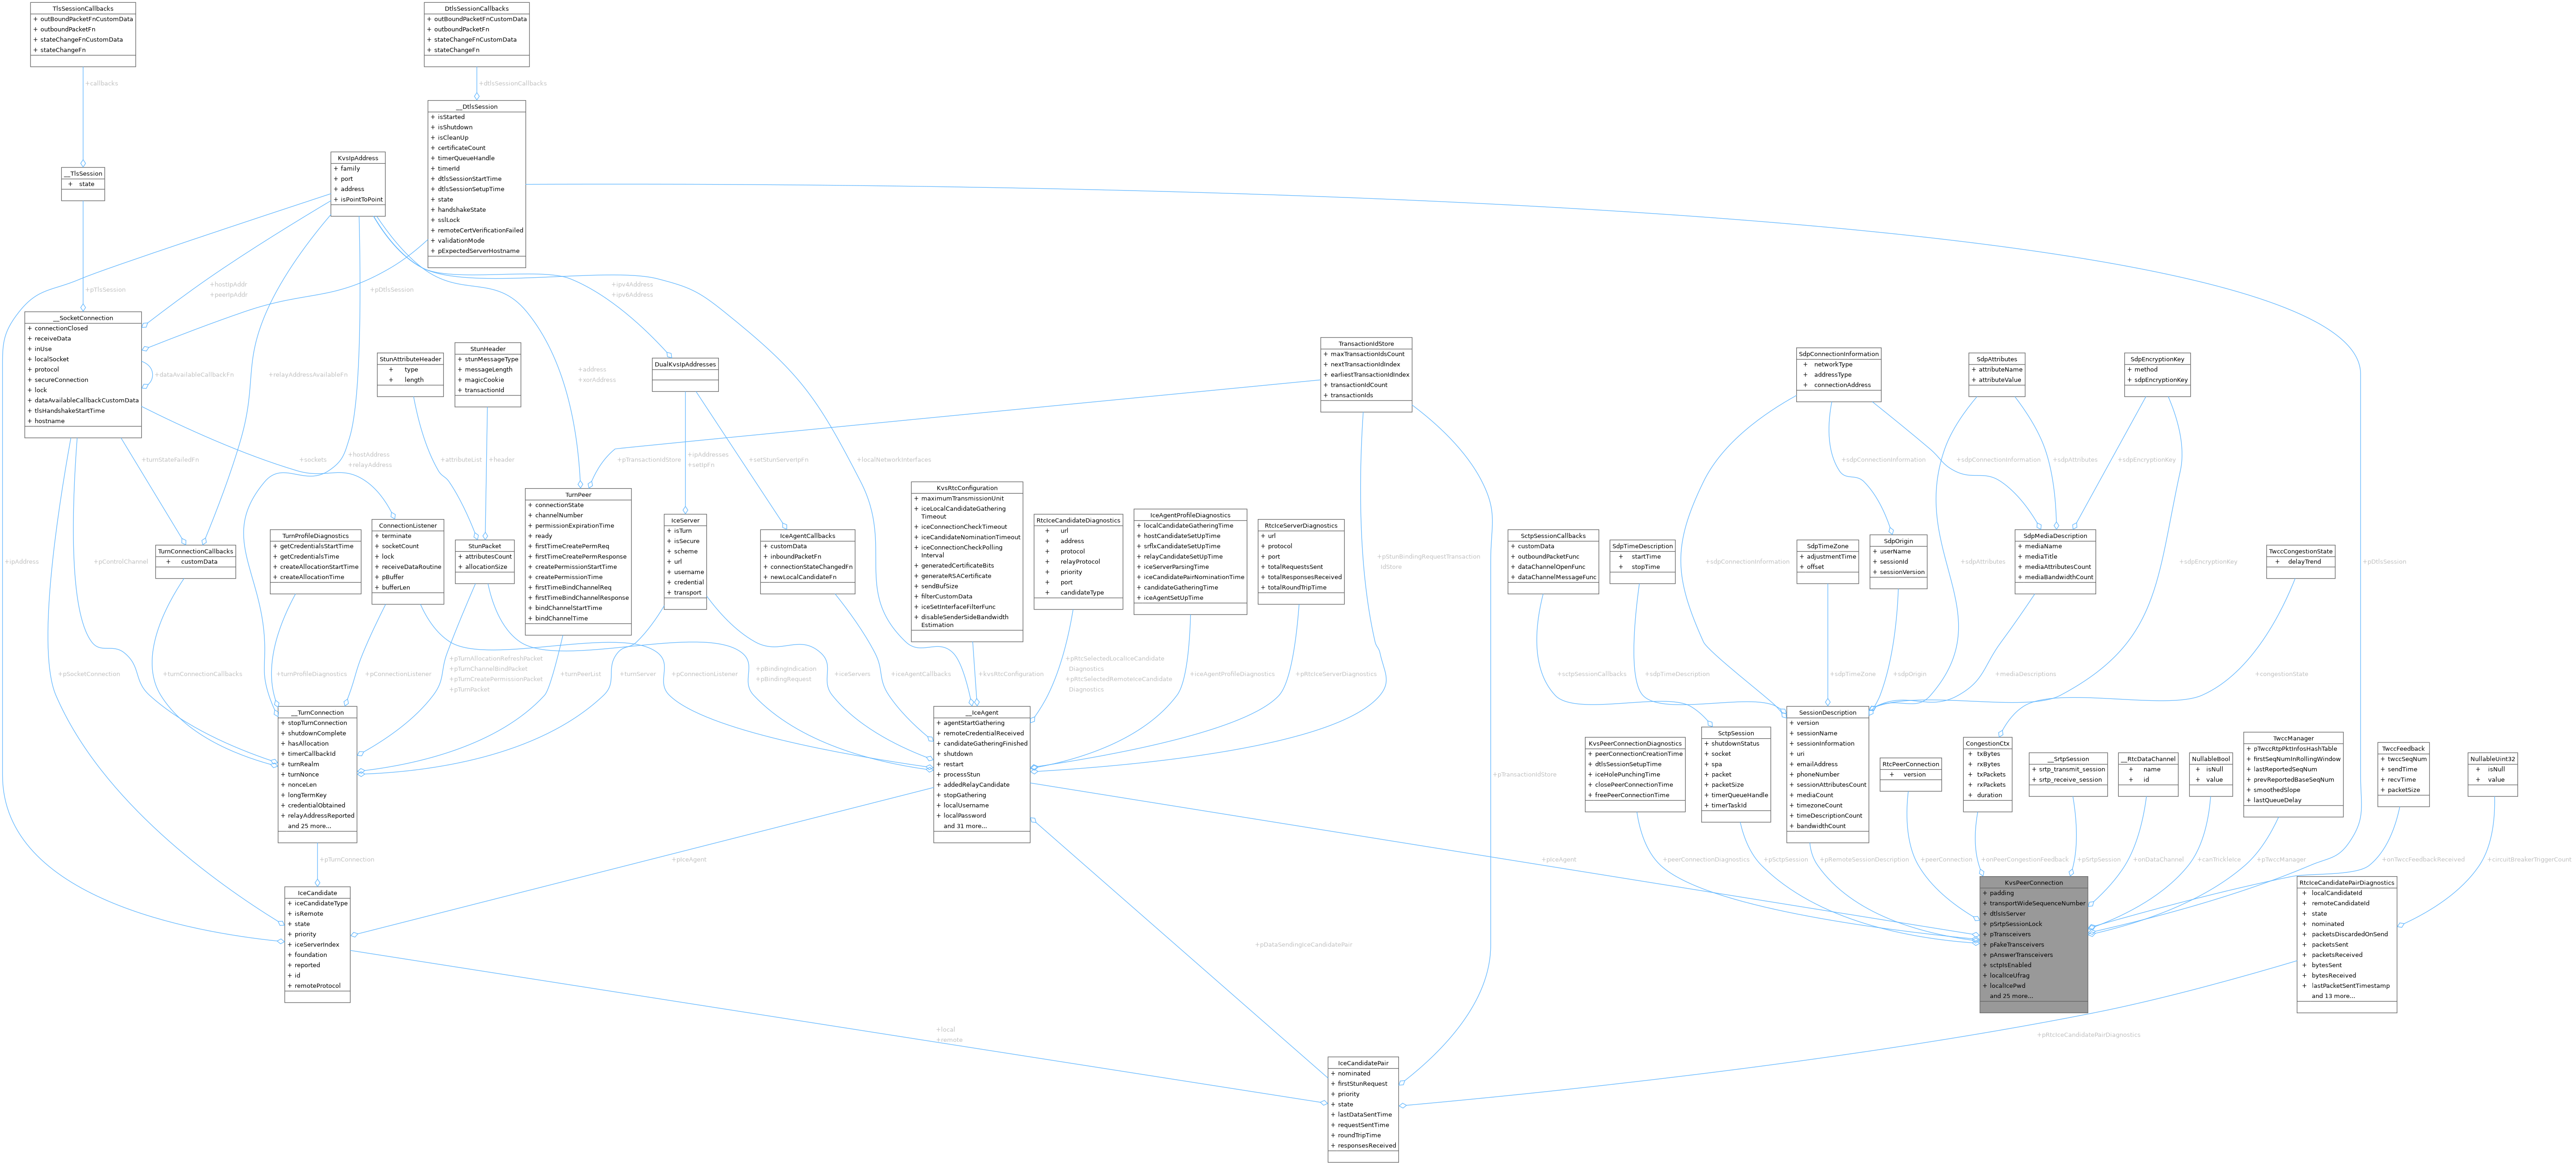 TlsSessionCallbacks
+ outBoundPacketFnCustomData
+ outboundPacketFn
+ stateChangeFnCustomData
+ stateChangeFn
DtlsSessionCallbacks
+ outBoundPacketFnCustomData
+ outboundPacketFn
+ stateChangeFnCustomData
+ stateChangeFn
+callbacks
+dtlsSessionCallbacks
__DtlsSession
+ isStarted
+ isShutdown
+ isCleanUp
+ certificateCount
+ timerQueueHandle
+ timerId
+ dtlsSessionStartTime
+ dtlsSessionSetupTime
+ state
+ handshakeState
+ sslLock
+ remoteCertVerificationFailed
+ validationMode
+ pExpectedServerHostname
__TlsSession
+ state
KvsIpAddress
+ family
+ port
+ address
+ isPointToPoint
+pTlsSession
+hostIpAddr
+peerIpAddr
+pDtlsSession
+ipv4Address
+ipv6Address
__SocketConnection
+ connectionClosed
+ receiveData
+ inUse
+ localSocket
+ protocol
+ secureConnection
+ lock
+ dataAvailableCallbackCustomData
+ tlsHandshakeStartTime
+ hostname
+dataAvailableCallbackFn
+relayAddressAvailableFn
StunAttributeHeader
+ type
+ length
StunHeader
+ stunMessageType
+ messageLength
+ magicCookie
+ transactionId
+address
+xorAddress
DualKvsIpAddresses
TransactionIdStore
+ maxTransactionIdsCount
+ nextTransactionIdIndex
+ earliestTransactionIdIndex
+ transactionIdCount
+ transactionIds
SdpConnectionInformation
+ networkType
+ addressType
+ connectionAddress
SdpAttributes
+ attributeName
+ attributeValue
SdpEncryptionKey
+ method
+ sdpEncryptionKey
+turnStateFailedFn
+sockets
+hostAddress
+relayAddress
+attributeList
+header
+pTransactionIdStore
+ipAddresses
+setIpFn
+setStunServerIpFn
+localNetworkInterfaces
+sdpConnectionInformation
+sdpConnectionInformation
+sdpAttributes
+sdpEncryptionKey
TurnConnectionCallbacks
+ customData
TurnProfileDiagnostics
+ getCredentialsStartTime
+ getCredentialsTime
+ createAllocationStartTime
+ createAllocationTime
ConnectionListener
+ terminate
+ socketCount
+ lock
+ receiveDataRoutine
+ pBuffer
+ bufferLen
StunPacket
+ attributesCount
+ allocationSize
TurnPeer
+ connectionState
+ channelNumber
+ permissionExpirationTime
+ ready
+ firstTimeCreatePermReq
+ firstTimeCreatePermResponse
+ createPermissionStartTime
+ createPermissionTime
+ firstTimeBindChannelReq
+ firstTimeBindChannelResponse
+ bindChannelStartTime
+ bindChannelTime
IceServer
+ isTurn
+ isSecure
+ scheme
+ url
+ username
+ credential
+ transport
IceAgentCallbacks
+ customData
+ inboundPacketFn
+ connectionStateChangedFn
+ newLocalCandidateFn
KvsRtcConfiguration
+ maximumTransmissionUnit
+ iceLocalCandidateGathering
Timeout
+ iceConnectionCheckTimeout
+ iceCandidateNominationTimeout
+ iceConnectionCheckPolling
Interval
+ generatedCertificateBits
+ generateRSACertificate
+ sendBufSize
+ filterCustomData
+ iceSetInterfaceFilterFunc
+ disableSenderSideBandwidth
Estimation
RtcIceCandidateDiagnostics
+ url
+ address
+ protocol
+ relayProtocol
+ priority
+ port
+ candidateType
IceAgentProfileDiagnostics
+ localCandidateGatheringTime
+ hostCandidateSetUpTime
+ srflxCandidateSetUpTime
+ relayCandidateSetUpTime
+ iceServerParsingTime
+ iceCandidatePairNominationTime
+ candidateGatheringTime
+ iceAgentSetUpTime
RtcIceServerDiagnostics
+ url
+ protocol
+ port
+ totalRequestsSent
+ totalResponsesReceived
+ totalRoundTripTime
+pStunBindingRequestTransaction
IdStore
SctpSessionCallbacks
+ customData
+ outboundPacketFunc
+ dataChannelOpenFunc
+ dataChannelMessageFunc
SdpTimeDescription
+ startTime
+ stopTime
+sdpConnectionInformation
SdpTimeZone
+ adjustmentTime
+ offset
SdpOrigin
+ userName
+ sessionId
+ sessionVersion
+sdpAttributes
SdpMediaDescription
+ mediaName
+ mediaTitle
+ mediaAttributesCount
+ mediaBandwidthCount
+sdpEncryptionKey
TwccCongestionState
+ delayTrend
+pDtlsSession
+ipAddress
+pControlChannel
+pSocketConnection
+turnConnectionCallbacks
+turnProfileDiagnostics
+pConnectionListener
+pTurnAllocationRefreshPacket
+pTurnChannelBindPacket
+pTurnCreatePermissionPacket
+pTurnPacket
+turnPeerList
+turnServer
+pConnectionListener
+pBindingIndication
+pBindingRequest
+iceServers
+iceAgentCallbacks
+kvsRtcConfiguration
+pRtcSelectedLocalIceCandidate
Diagnostics
+pRtcSelectedRemoteIceCandidate
Diagnostics
+iceAgentProfileDiagnostics
+pRtcIceServerDiagnostics
+sctpSessionCallbacks
+sdpTimeDescription
+sdpTimeZone
+sdpOrigin
+mediaDescriptions
+congestionState
__TurnConnection
+ stopTurnConnection
+ shutdownComplete
+ hasAllocation
+ timerCallbackId
+ turnRealm
+ turnNonce
+ nonceLen
+ longTermKey
+ credentialObtained
+ relayAddressReported
and 25 more...
__IceAgent
+ agentStartGathering
+ remoteCredentialReceived
+ candidateGatheringFinished
+ shutdown
+ restart
+ processStun
+ addedRelayCandidate
+ stopGathering
+ localUsername
+ localPassword
and 31 more...
+pTransactionIdStore
KvsPeerConnectionDiagnostics
+ peerConnectionCreationTime
+ dtlsSessionSetupTime
+ iceHolePunchingTime
+ closePeerConnectionTime
+ freePeerConnectionTime
SctpSession
+ shutdownStatus
+ socket
+ spa
+ packet
+ packetSize
+ timerQueueHandle
+ timerTaskId
SessionDescription
+ version
+ sessionName
+ sessionInformation
+ uri
+ emailAddress
+ phoneNumber
+ sessionAttributesCount
+ mediaCount
+ timezoneCount
+ timeDescriptionCount
+ bandwidthCount
RtcPeerConnection
+ version
CongestionCtx
+ txBytes
+ rxBytes
+ txPackets
+ rxPackets
+ duration
__SrtpSession
+ srtp_transmit_session
+ srtp_receive_session
__RtcDataChannel
+ name
+ id
NullableBool
+ isNull
+ value
TwccManager
+ pTwccRtpPktInfosHashTable
+ firstSeqNumInRollingWindow
+ lastReportedSeqNum
+ prevReportedBaseSeqNum
+ smoothedSlope
+ lastQueueDelay
TwccFeedback
+ twccSeqNum
+ sendTime
+ recvTime
+ packetSize
NullableUint32
+ isNull
+ value
+pTurnConnection
+pIceAgent
+pIceAgent
+peerConnectionDiagnostics
+pSctpSession
+pRemoteSessionDescription
+peerConnection
+onPeerCongestionFeedback
+pSrtpSession
+onDataChannel
+canTrickleIce
+pTwccManager
+onTwccFeedbackReceived
+circuitBreakerTriggerCount
IceCandidate
+ iceCandidateType
+ isRemote
+ state
+ priority
+ iceServerIndex
+ foundation
+ reported
+ id
+ remoteProtocol
+pDataSendingIceCandidatePair
KvsPeerConnection
+ padding
+ transportWideSequenceNumber
+ dtlsIsServer
+ pSrtpSessionLock
+ pTransceivers
+ pFakeTransceivers
+ pAnswerTransceivers
+ sctpIsEnabled
+ localIceUfrag
+ localIcePwd
and 25 more...
RtcIceCandidatePairDiagnostics
+ localCandidateId
+ remoteCandidateId
+ state
+ nominated
+ packetsDiscardedOnSend
+ packetsSent
+ packetsReceived
+ bytesSent
+ bytesReceived
+ lastPacketSentTimestamp
and 13 more...
+local
+remote
+pRtcIceCandidatePairDiagnostics
IceCandidatePair
+ nominated
+ firstStunRequest
+ priority
+ state
+ lastDataSentTime
+ requestSentTime
+ roundTripTime
+ responsesReceived